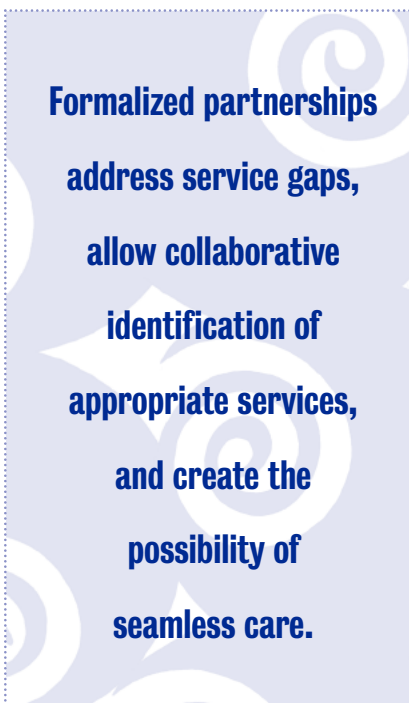 Formalized partnerships
address service gaps,
allow collaborative
identification of
appropriate services,
and create the
possibility of
seamless care.